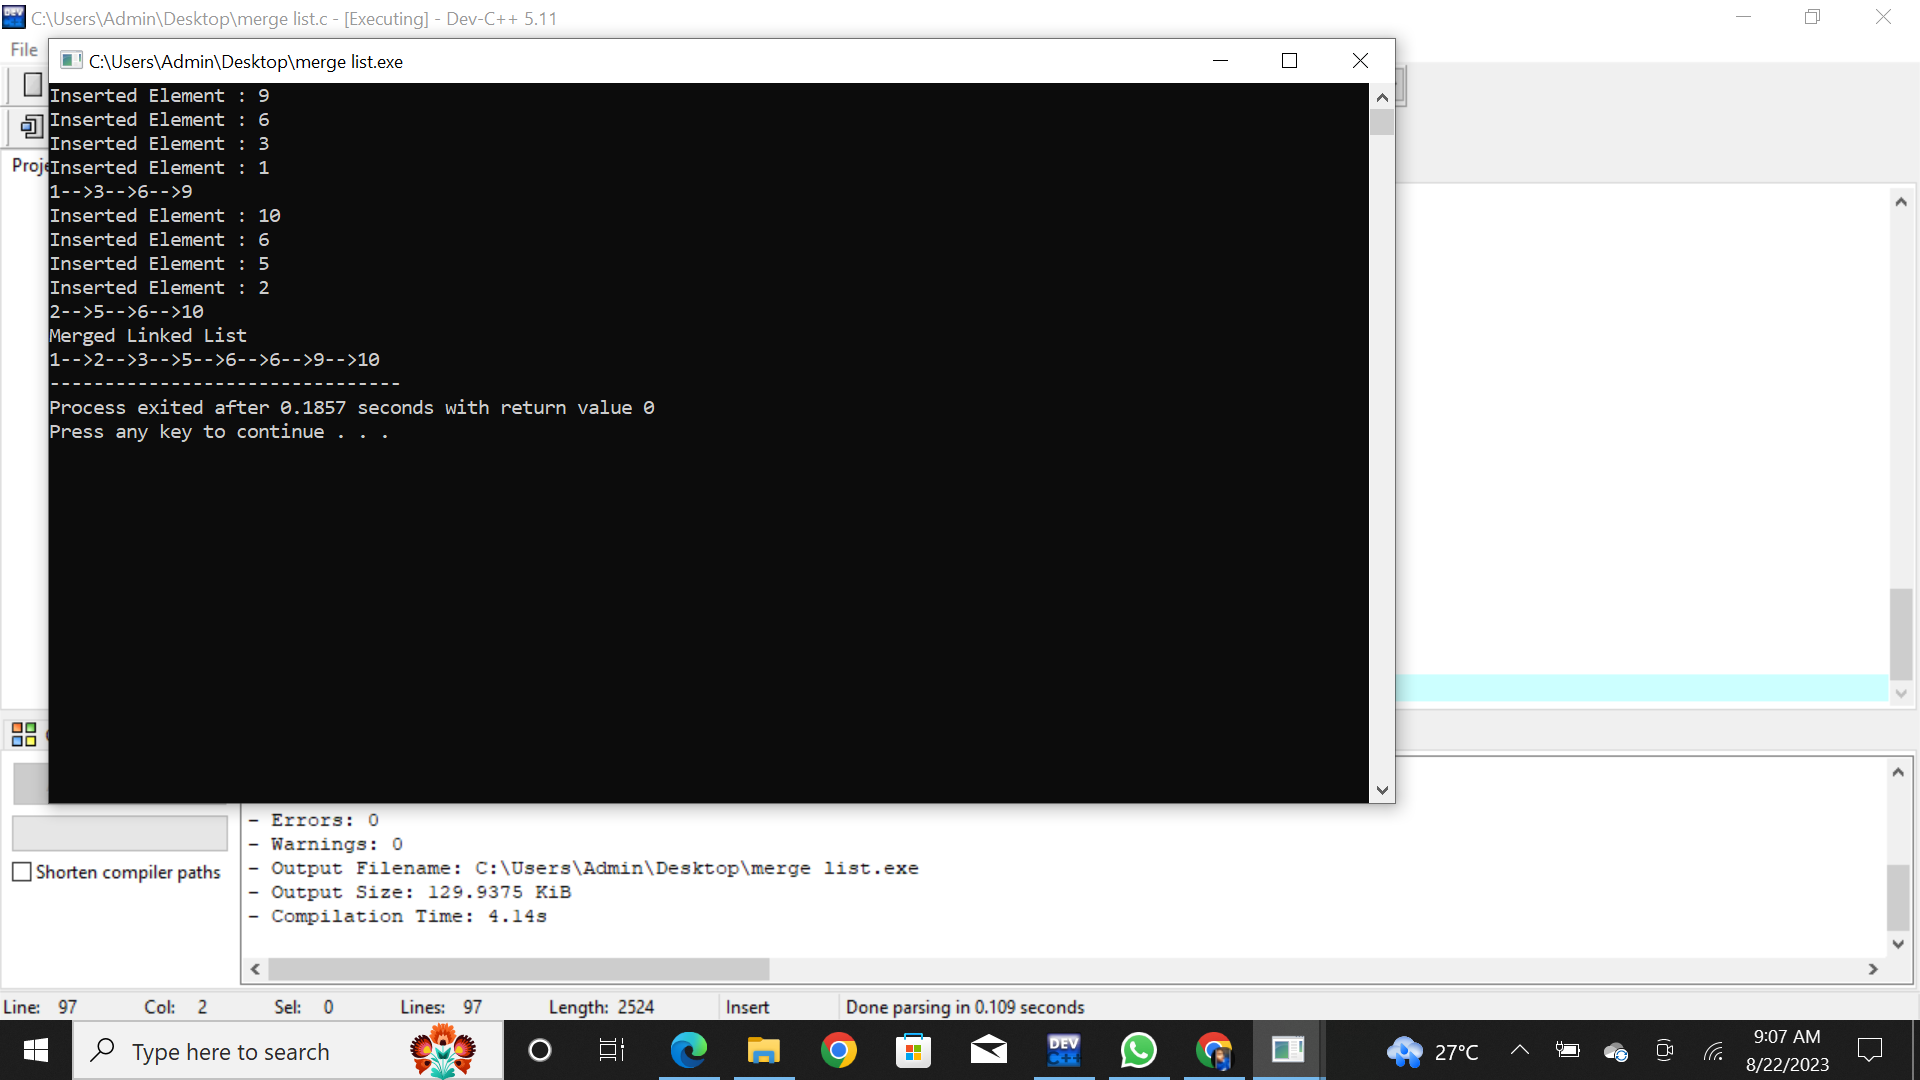 C:\Users\Admin\Desktop\merge list.c - [Executing] - Dev-C++ 5.11
File
C:\Users\Admin\Desktop\merge list.exe
Inserted Element : 9
Inserted Element : 6
Inserted Element : 3
Inserted Element : 1
1-->3-->6-->9
Inserted Element : 10
Inserted Element : 6
Inserted Element : 5
Inserted Element : 2
2-->5-->6-->10
Merged Linked List
1-->2-->3-->5-->6-->6-->9-->10
--------------------------------
Process exited after 0.1857 seconds with return value 0
Press any key to continue . . .
- Errors: 0
- Warnings: 0
- Output Filename: C:\Users\Admin\Desktop\merge list.exe
- Output Size: 129.9375 KiB
- Compilation Time: 4.14s
Shorten compiler paths
Line: 97 Col: 2 Sel: 0 Lines: 97 Length: 2524 Insert Done parsing in 0.109 seconds
Type here to search
DEV C++
27°C
9:07 AM
8/22/2023